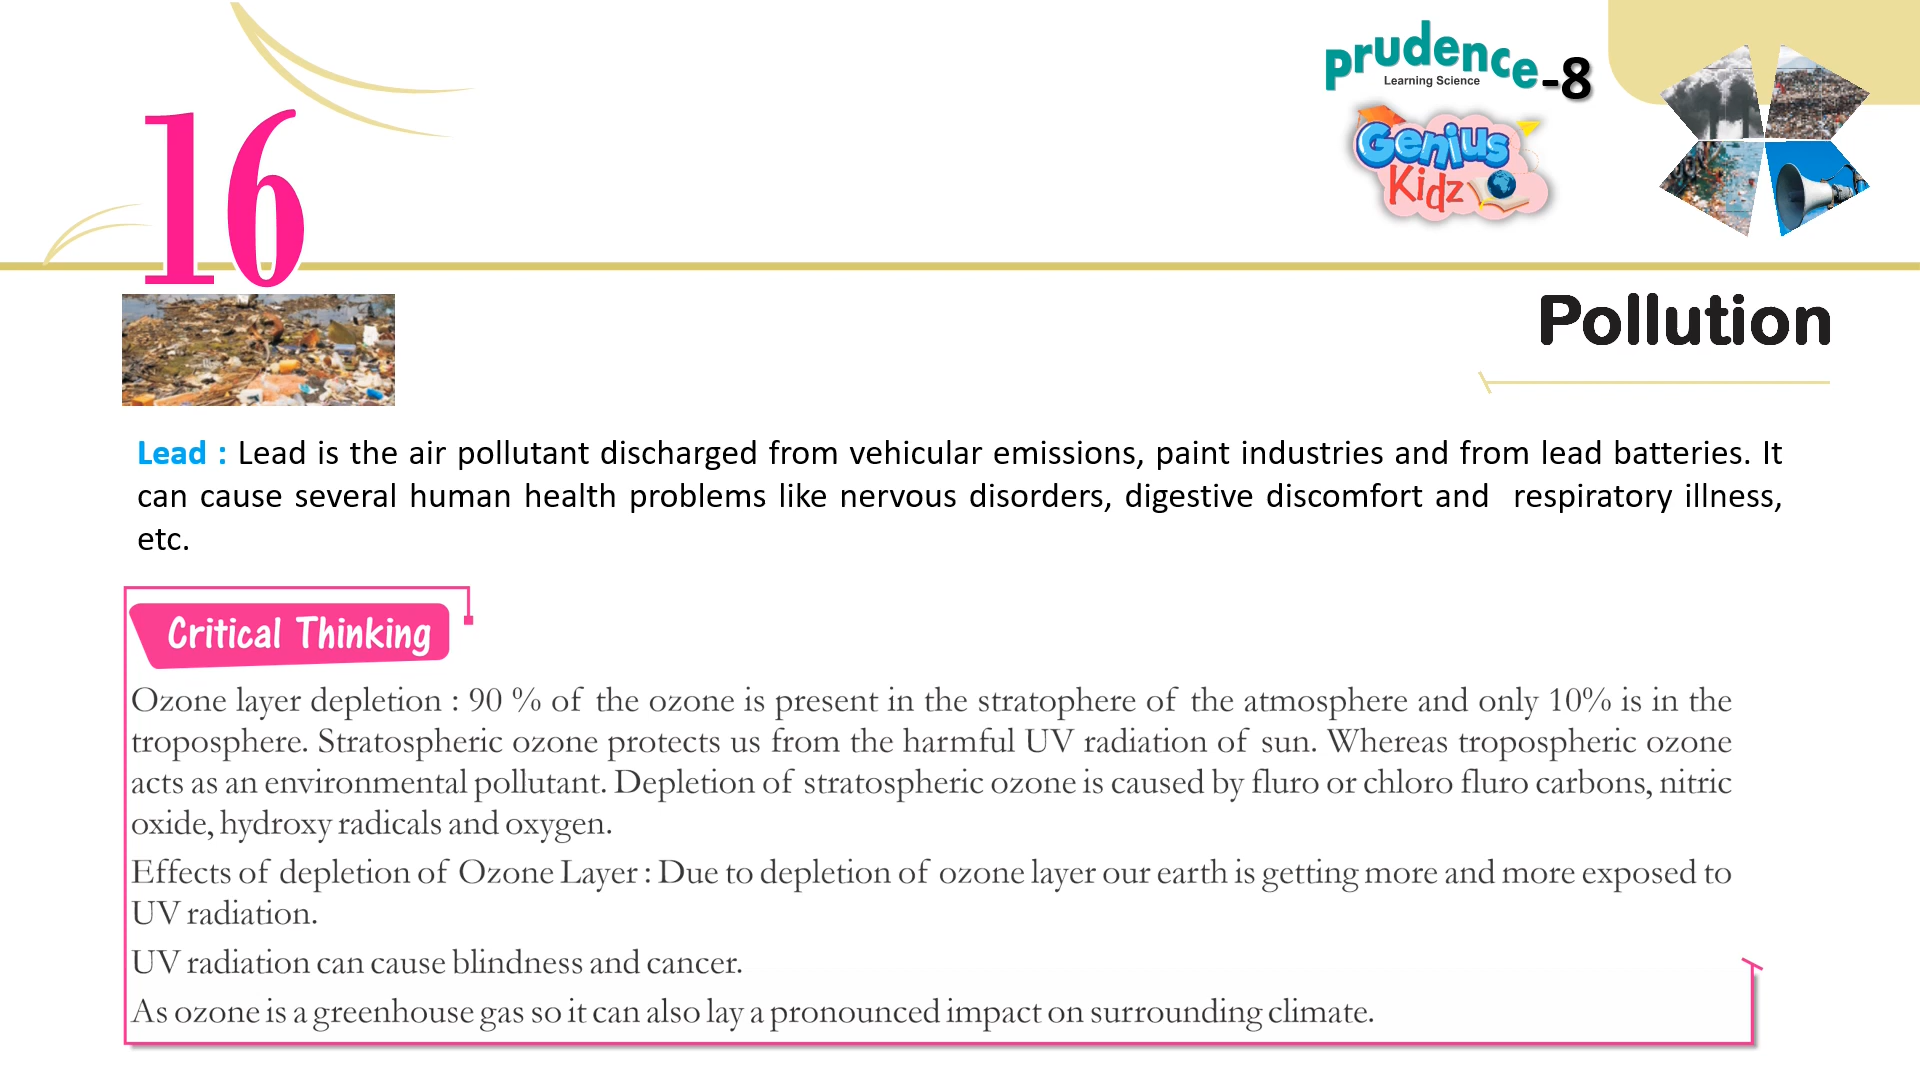 prudence
Learning Science
-8
Genius
Kidz
16
Pollution
Lead : Lead is the air pollutant discharged from vehicular emissions, paint industries and from lead batteries. It
can cause several human health problems like nervous disorders, digestive discomfort and respiratory illness,
etc.
Critical Thinking
Ozone layer depletion : 90 % of the ozone is present in the stratophere of the atmosphere and only 10% is in the
troposphere. Stratospheric ozone protects us from the harmful UV radiation of sun. Whereas tropospheric ozone
acts as an environmental pollutant. Depletion of stratospheric ozone is caused by fluro or chloro fluro carbons, nitric
oxide, hydroxy radicals and oxygen.
Effects of depletion of Ozone Layer : Due to depletion of ozone layer our earth is getting more and more exposed to
UV radiation.
UV radiation can cause blindness and cancer.
As ozone is a greenhouse gas so it can also lay a pronounced impact on surrounding climate.